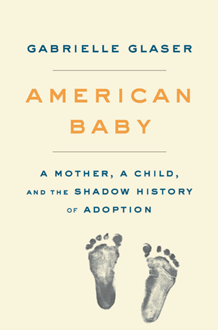 GABRIELLE GLASER
AMERICAN
BABY
A MOTHER, A CHILD,
AND THE SHADOW HISTORY
OF ADOPTION